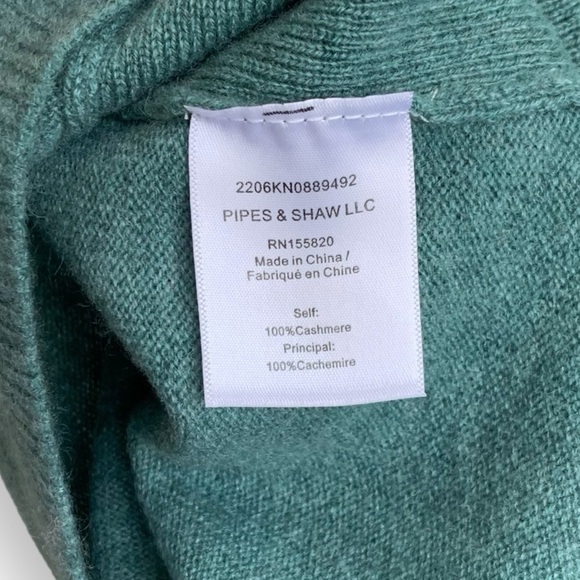 2206KN0889492
PIPES & SHAW LLC
RN155820
Made in China /
Fabriqué en Chine
Self:
100%Cashmere
Principal:
100%Cachemire